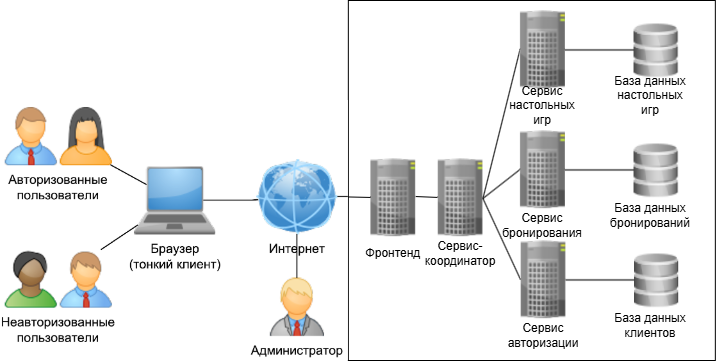 Авторизованные
пользователи
Неавторизованные
пользователи
Браузер
(тонкий клиент)
Интернет
Администратор
Фронтенд
Сервис-
координатор
Сервис
настольных
игр
База данных
настольных
игр
Сервис
бронирования
База данных
бронирований
Сервис
авторизации
База данных
клиентов